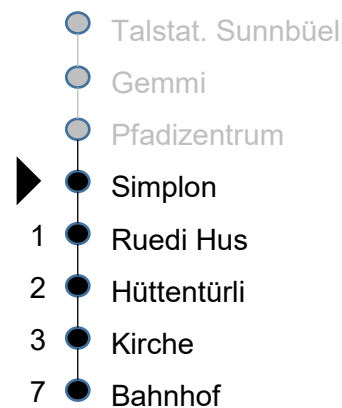 Talstat. Sunnbüel
Gemmi
Pfadizentrum
Simplon
1 Ruedi Hus
2 Hüttentürli
3 Kirche
7 Bahnhof